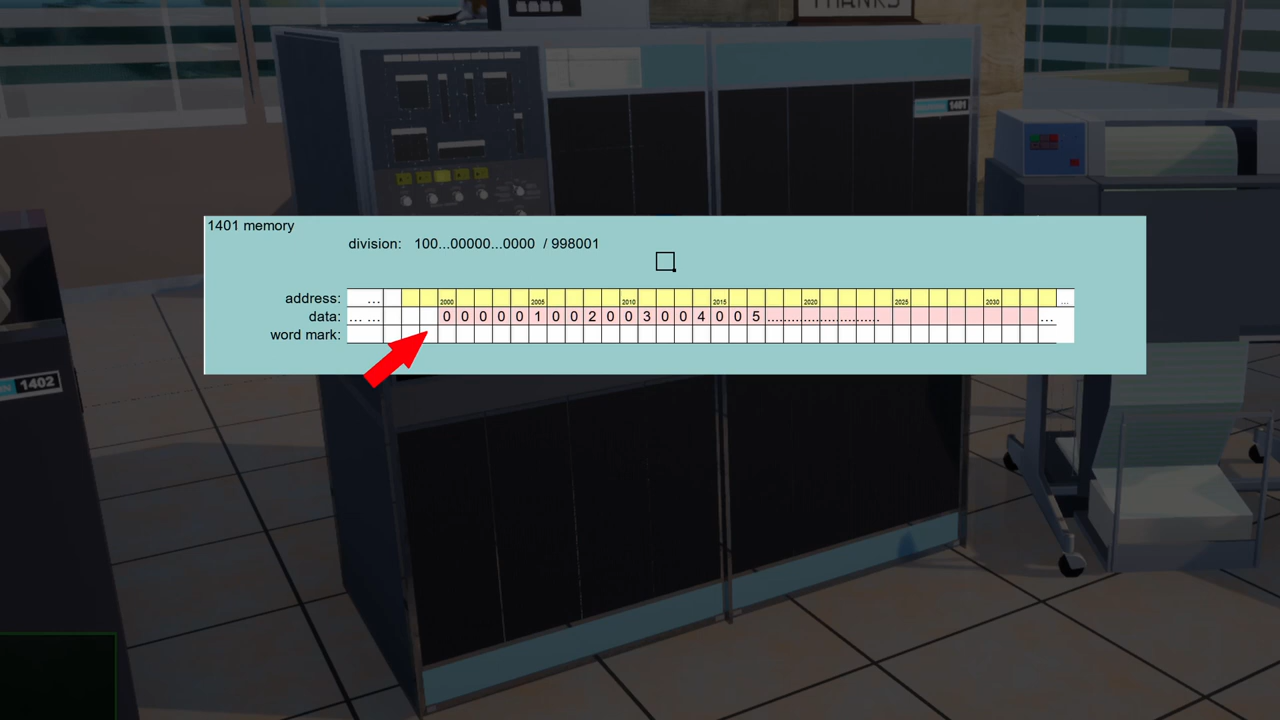 THANKS
1401
1401 memory
division: 100...00000...0000 / 998001
address: ... 2000 2005 2010 2015 2020 2025 2030 ...
data: ... ... 0 0 0 0 0 1 0 0 2 0 0 3 0 0 4 0 0 5 ............................... ...
word mark:
1402